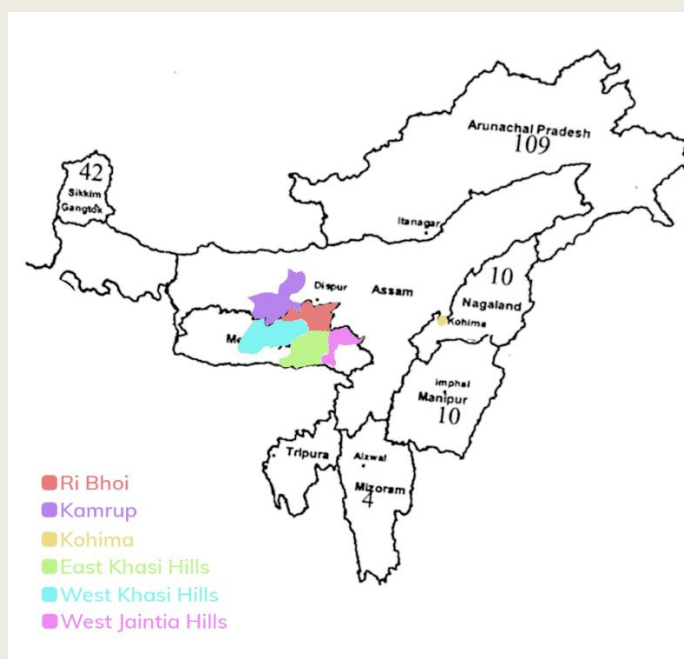 Arunachal Pradesh
109
42
Sikkim
Gangtok
Itanagar
Dispur
Assam
10
Nagaland
Kohima
Imphal
Manipur
10
Tripura
Aizwal
Mizoram
4
Ri Bhoi
Kamrup
Kohima
East Khasi Hills
West Khasi Hills
West Jaintia Hills